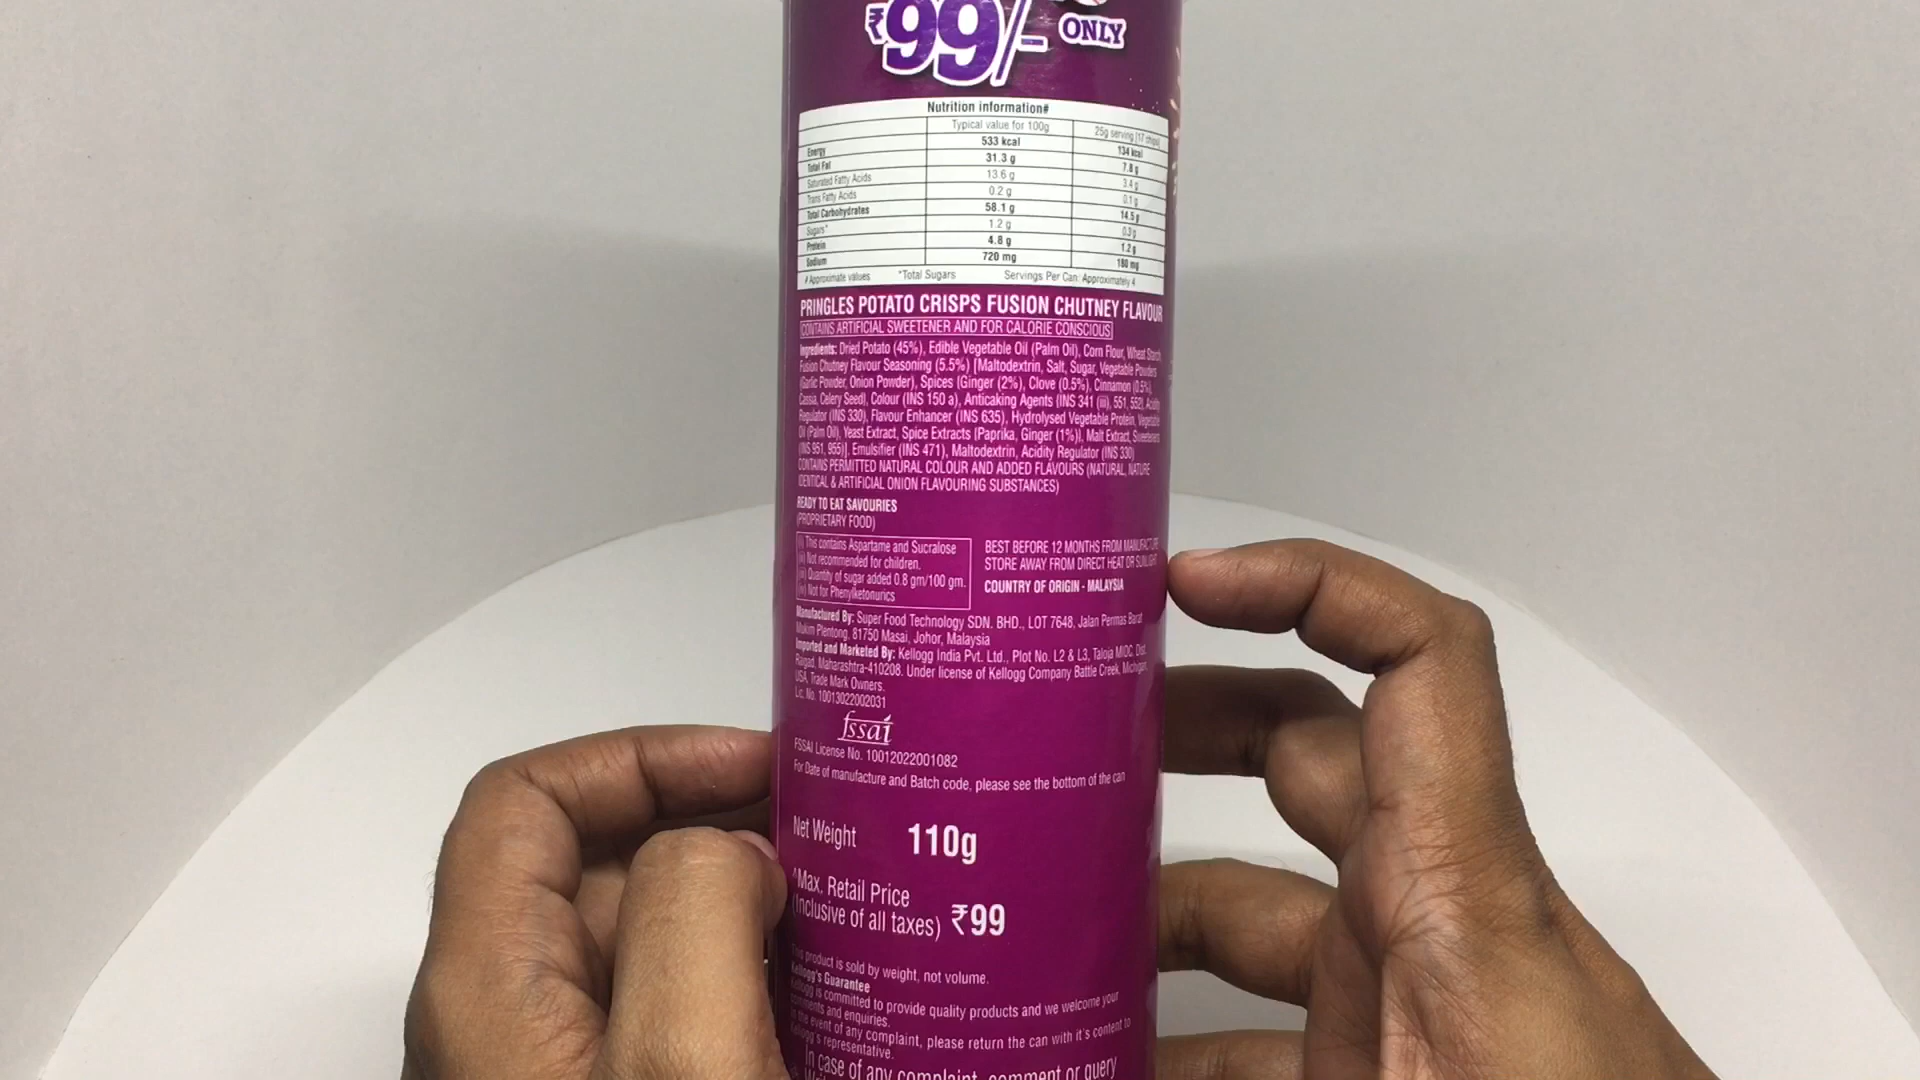 ₹99/- ONLY
Nutrition information#
Typical value for 100g 25g serving (17 chips)
Energy 533 kcal 134 kcal
Total Fat 31.3 g 7.8 g
Saturated Fatty Acids 13.6 g 3.4 g
Trans Fatty Acids 0.2 g 0.1 g
Total Carbohydrates 58.1 g 14.5 g
Sugars* 1.2 g 0.3 g
Protein 4.8 g 1.2 g
Sodium 720 mg 180 mg
# Approximate values *Total Sugars Servings Per Can: Approximately 4
PRINGLES POTATO CRISPS FUSION CHUTNEY FLAVOUR
CONTAINS ARTIFICIAL SWEETENER AND FOR CALORIE CONSCIOUS
Ingredients: Dried Potato (45%), Edible Vegetable Oil (Palm Oil), Corn Flour, Wheat Starch
Fusion Chutney Flavour Seasoning (5.5%) [Maltodextrin, Salt, Sugar, Vegetable Powders
(Garlic Powder, Onion Powder), Spices (Ginger (2%), Clove (0.5%), Cinnamon (0.5%),
Cassia, Celery Seed), Colour (INS 150 a), Anticaking Agents (INS 341 (iii), 551, 552), Acidity
Regulator (INS 330), Flavour Enhancer (INS 635), Hydrolysed Vegetable Protein, Vegetable
Oil (Palm Oil), Yeast Extract, Spice Extracts [Paprika, Ginger (1%)], Malt Extract, Sweeteners
(INS 951, 955)], Emulsifier (INS 471), Maltodextrin, Acidity Regulator (INS 330)
CONTAINS PERMITTED NATURAL COLOUR AND ADDED FLAVOURS (NATURAL, NATURE
IDENTICAL & ARTIFICIAL ONION FLAVOURING SUBSTANCES)
READY TO EAT SAVOURIES
(PROPRIETARY FOOD)
(i) This contains Aspartame and Sucralose
(ii) Not recommended for children.
(iii) Quantity of sugar added 0.8 gm/100 gm.
(iv) Not for Phenylketonurics
BEST BEFORE 12 MONTHS FROM MANUFACTURE
STORE AWAY FROM DIRECT HEAT OR SUNLIGHT
COUNTRY OF ORIGIN - MALAYSIA
Manufactured By: Super Food Technology SDN. BHD., LOT 7648, Jalan Permas Barat
Mukim Plentong, 81750 Masai, Johor, Malaysia
Imported and Marketed By: Kellogg India Pvt. Ltd., Plot No. L2 & L3, Taloja MIDC, Dist.
Raigad, Maharashtra-410208. Under license of Kellogg Company Battle Creek, Michigan,
USA, Trade Mark Owners.
Lic. No. 10013022002031
fssai
FSSAI License No. 10012022001082
For Date of manufacture and Batch code, please see the bottom of the can
Net Weight 110g
^Max. Retail Price
(Inclusive of all taxes) ₹99
This product is sold by weight, not volume.
Kellogg's Guarantee
Kellogg is committed to provide quality products and we welcome your
comments and enquiries.
In the event of any complaint, please return the can with it's content to
Kellogg's representative.
In case of any complaint, comment or query